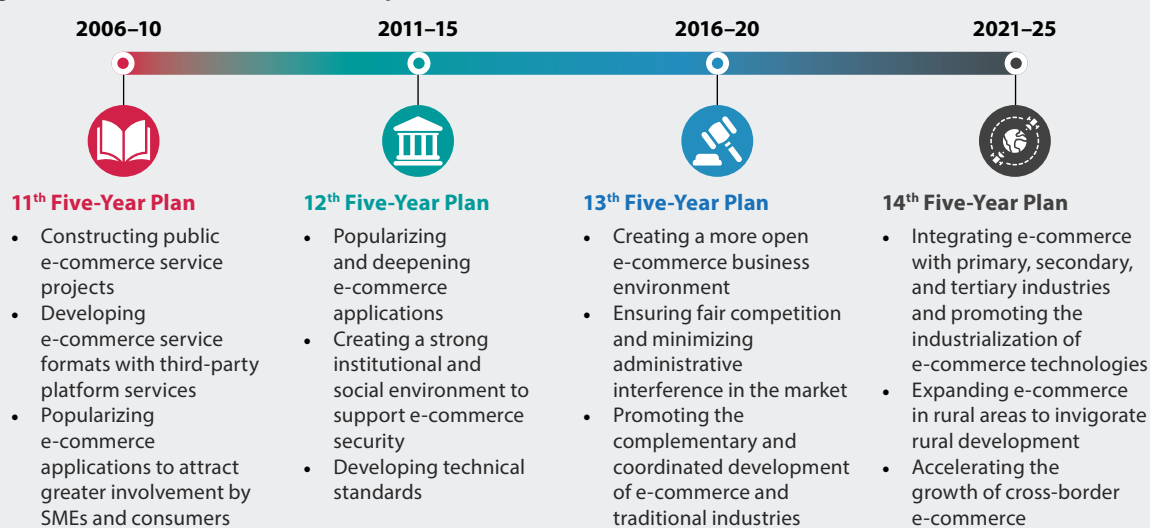 2006–10
2011–15
2016–20
2021–25
11th Five-Year Plan
• Constructing public
e-commerce service
projects
• Developing
e-commerce service
formats with third-party
platform services
• Popularizing
e-commerce
applications to attract
greater involvement by
SMEs and consumers
12th Five-Year Plan
• Popularizing
and deepening
e-commerce
applications
• Creating a strong
institutional and
social environment to
support e-commerce
security
• Developing technical
standards
13th Five-Year Plan
• Creating a more open
e-commerce business
environment
• Ensuring fair competition
and minimizing
administrative
interference in the market
• Promoting the
complementary and
coordinated development
of e-commerce and
traditional industries
14th Five-Year Plan
• Integrating e-commerce
with primary, secondary,
and tertiary industries
and promoting the
industrialization of
e-commerce technologies
• Expanding e-commerce
in rural areas to invigorate
rural development
• Accelerating the
growth of cross-border
e-commerce